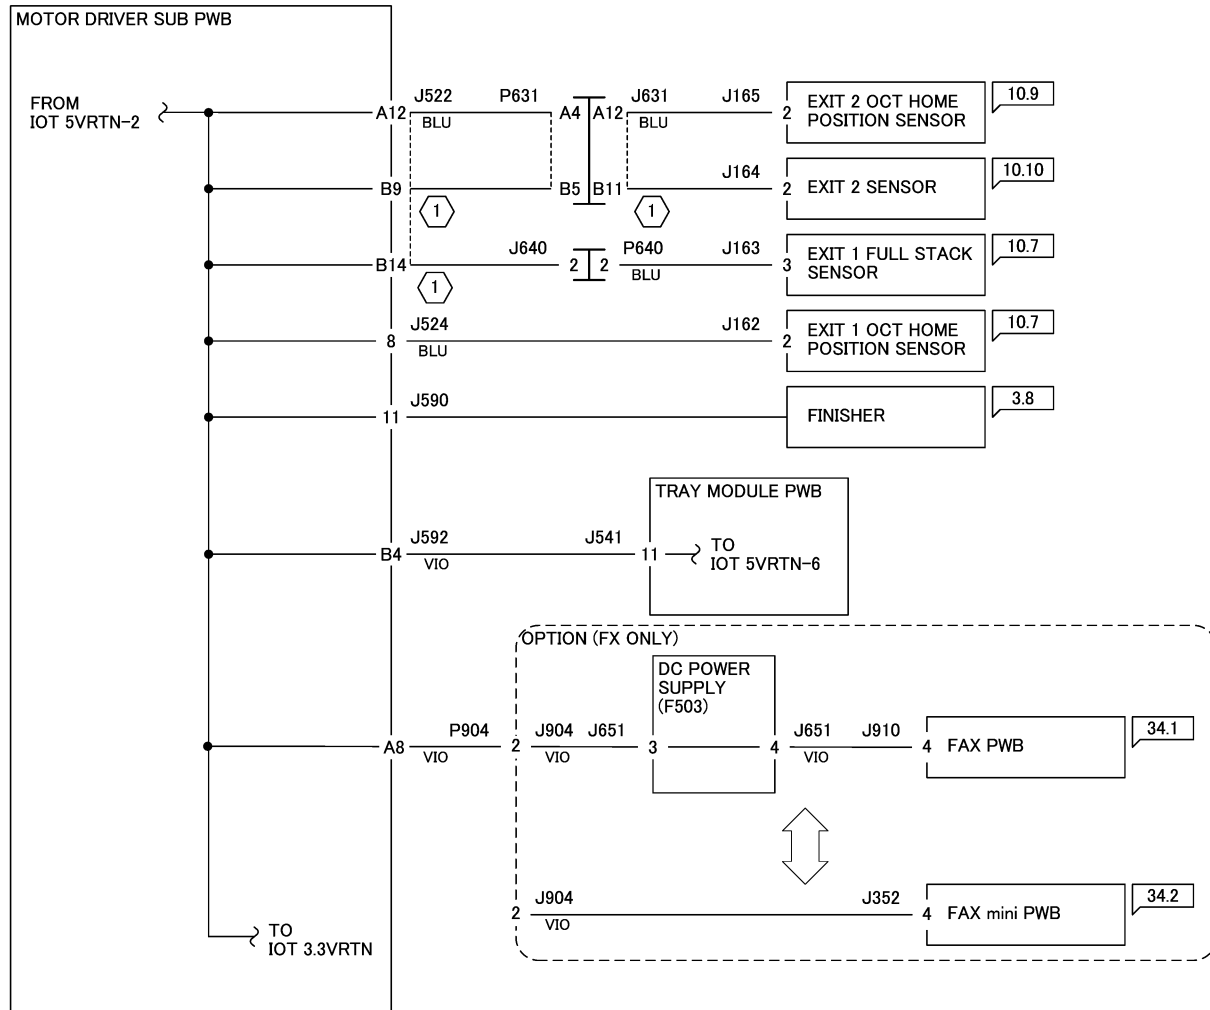 MOTOR DRIVER SUB PWB
FROM
IOT 5VRTN-2
A12
J522
BLU
P631
A4
A12
J631
BLU
J165
2
EXIT 2 OCT HOME
POSITION SENSOR
10.9
B9
1
B5
B11
1
J164
2
EXIT 2 SENSOR
10.10
B14
1
J640
2
2
P640
BLU
J163
3
EXIT 1 FULL STACK
SENSOR
10.7
8
J524
BLU
J162
2
EXIT 1 OCT HOME
POSITION SENSOR
10.7
11
J590
FINISHER
3.8
TRAY MODULE PWB
B4
J592
VIO
J541
11
TO
IOT 5VRTN-6
OPTION (FX ONLY)
DC POWER
SUPPLY
(F503)
A8
P904
VIO
2
J904
VIO
J651
3
4
J651
VIO
J910
4
FAX PWB
34.1
2
J904
VIO
J352
4
FAX mini PWB
34.2
TO
IOT 3.3VRTN